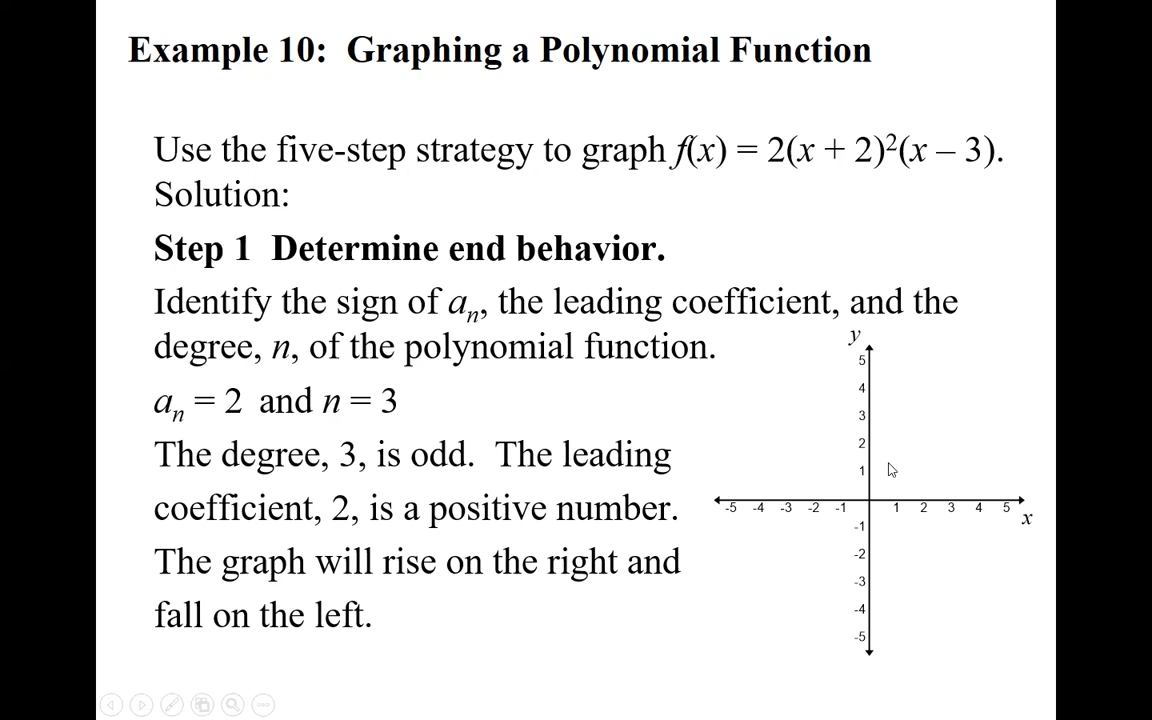 Example 10: Graphing a Polynomial Function
Use the five-step strategy to graph f(x) = 2(x + 2)²(x – 3).
Solution:
Step 1 Determine end behavior.
Identify the sign of aₙ, the leading coefficient, and the
degree, n, of the polynomial function.
aₙ = 2 and n = 3
The degree, 3, is odd. The leading
coefficient, 2, is a positive number.
The graph will rise on the right and
fall on the left.
y
5
4
3
2
1
-5 -4 -3 -2 -1 1 2 3 4 5
x
-1
-2
-3
-4
-5